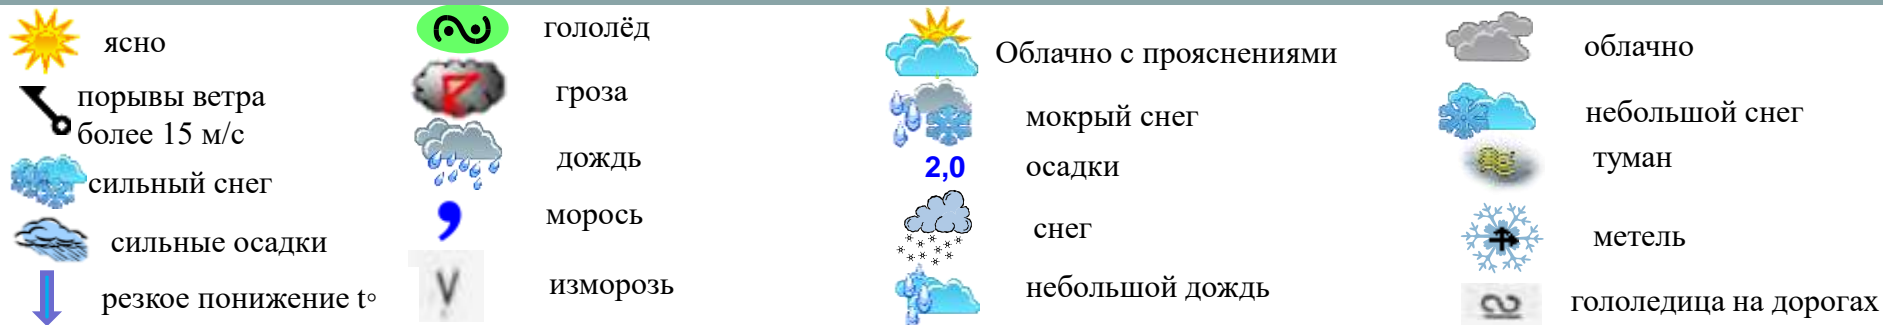 ясно
порывы ветра
более 15 м/с
сильный снег
сильные осадки
резкое понижение t°
гололёд
гроза
дождь
морось
изморозь
Облачно с прояснениями
мокрый снег
2,0 осадки
снег
небольшой дождь
облачно
небольшой снег
туман
метель
гололедица на дорогах